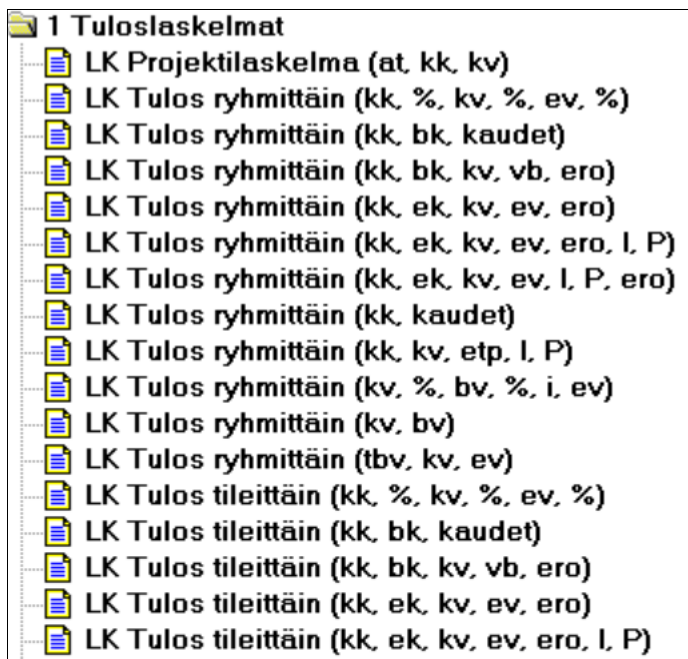 1 Tuloslaskelmat
LK Projektilaskelma (at, kk, kv)
LK Tulos ryhmittäin (kk, %, kv, %, ev, %)
LK Tulos ryhmittäin (kk, bk, kaudet)
LK Tulos ryhmittäin (kk, bk, kv, vb, ero)
LK Tulos ryhmittäin (kk, ek, kv, ev, ero)
LK Tulos ryhmittäin (kk, ek, kv, ev, ero, I, P)
LK Tulos ryhmittäin (kk, ek, kv, ev, I, P, ero)
LK Tulos ryhmittäin (kk, kaudet)
LK Tulos ryhmittäin (kk, kv, etp, I, P)
LK Tulos ryhmittäin (kv, %, bv, %, i, ev)
LK Tulos ryhmittäin (kv, bv)
LK Tulos ryhmittäin (tbv, kv, ev)
LK Tulos tileittäin (kk, %, kv, %, ev, %)
LK Tulos tileittäin (kk, bk, kaudet)
LK Tulos tileittäin (kk, bk, kv, vb, ero)
LK Tulos tileittäin (kk, ek, kv, ev, ero)
LK Tulos tileittäin (kk, ek, kv, ev, ero, I, P)